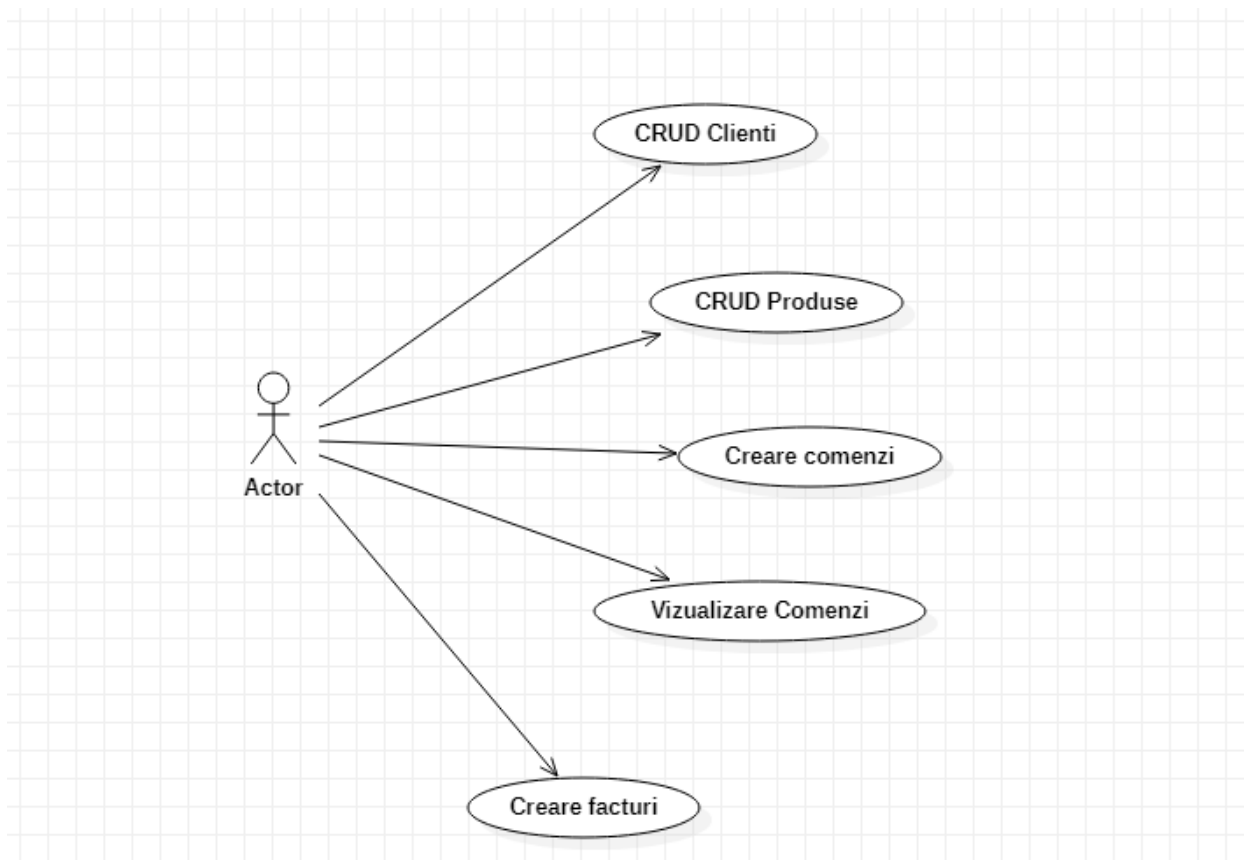 CRUD Clienti
CRUD Produse
Creare comenzi
Actor
Vizualizare Comenzi
Creare facturi